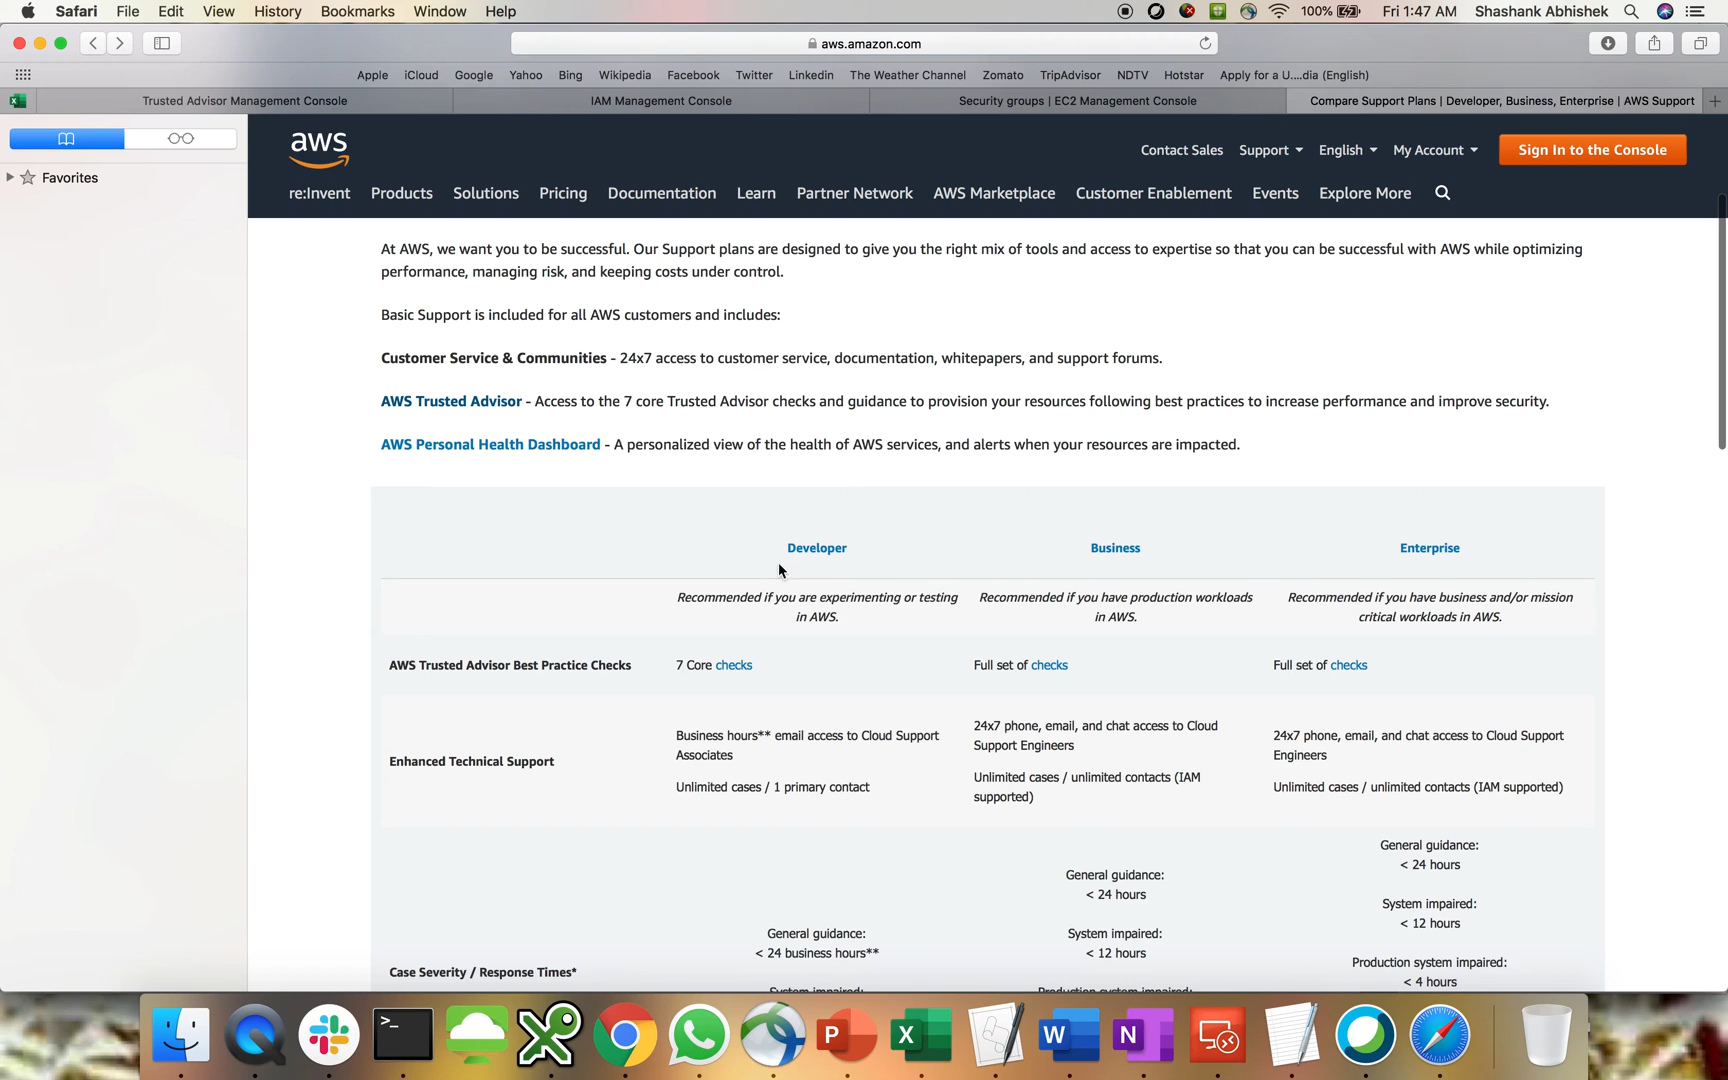 Safari File Edit View History Bookmarks Window Help 100% Fri 1:47 AM Shashank Abhishek
aws.amazon.com
Apple iCloud Google Yahoo Bing Wikipedia Facebook Twitter Linkedin The Weather Channel Zomato TripAdvisor NDTV Hotstar Apply for a U....dia (English)
Trusted Advisor Management Console IAM Management Console Security groups | EC2 Management Console Compare Support Plans | Developer, Business, Enterprise | AWS Support
Favorites
aws
Contact Sales Support English My Account Sign In to the Console
re:Invent Products Solutions Pricing Documentation Learn Partner Network AWS Marketplace Customer Enablement Events Explore More
At AWS, we want you to be successful. Our Support plans are designed to give you the right mix of tools and access to expertise so that you can be successful with AWS while optimizing
performance, managing risk, and keeping costs under control.
Basic Support is included for all AWS customers and includes:
Customer Service & Communities - 24x7 access to customer service, documentation, whitepapers, and support forums.
AWS Trusted Advisor - Access to the 7 core Trusted Advisor checks and guidance to provision your resources following best practices to increase performance and improve security.
AWS Personal Health Dashboard - A personalized view of the health of AWS services, and alerts when your resources are impacted.
Developer Business Enterprise
Recommended if you are experimenting or testing
in AWS.
Recommended if you have production workloads
in AWS.
Recommended if you have business and/or mission
critical workloads in AWS.
AWS Trusted Advisor Best Practice Checks 7 Core checks Full set of checks Full set of checks
Enhanced Technical Support
Business hours** email access to Cloud Support
Associates
Unlimited cases / 1 primary contact
24x7 phone, email, and chat access to Cloud
Support Engineers
Unlimited cases / unlimited contacts (IAM
supported)
24x7 phone, email, and chat access to Cloud Support
Engineers
Unlimited cases / unlimited contacts (IAM supported)
Case Severity / Response Times*
General guidance:
< 24 business hours**
System impaired:
General guidance:
< 24 hours
System impaired:
< 12 hours
Production system impaired:
General guidance:
< 24 hours
System impaired:
< 12 hours
Production system impaired:
< 4 hours
>_
X
P
X
W
N